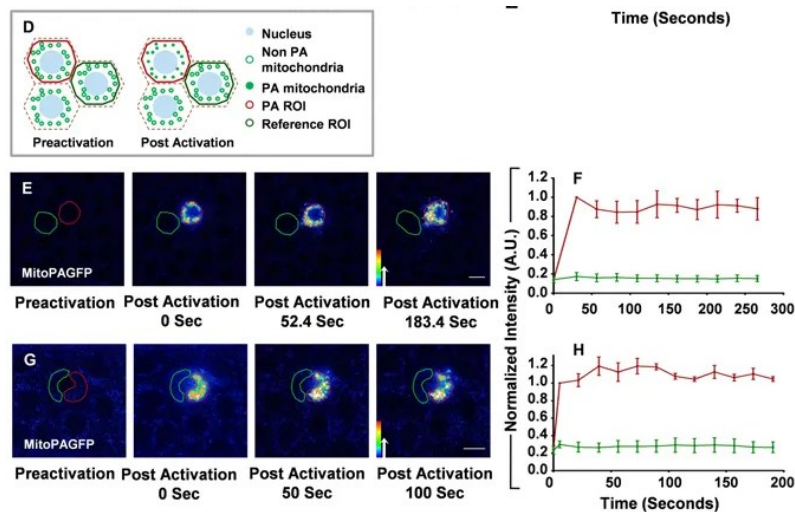 Time (Seconds)
D
Nucleus
Non PA
mitochondria
PA mitochondria
PA ROI
Reference ROI
Preactivation
Post Activation
E
MitoPAGFP
Preactivation
Post Activation
0 Sec
Post Activation
52.4 Sec
Post Activation
183.4 Sec
G
MitoPAGFP
Preactivation
Post Activation
0 Sec
Post Activation
50 Sec
Post Activation
100 Sec
Normalized Intensity (A.U.)
F
1.2
1.0
0.8
0.6
0.4
0.2
0.0
0 50 100 150 200 250 300
H
1.2
1.0
0.8
0.6
0.4
0.2
0.0
0 50 100 150 200
Time (Seconds)